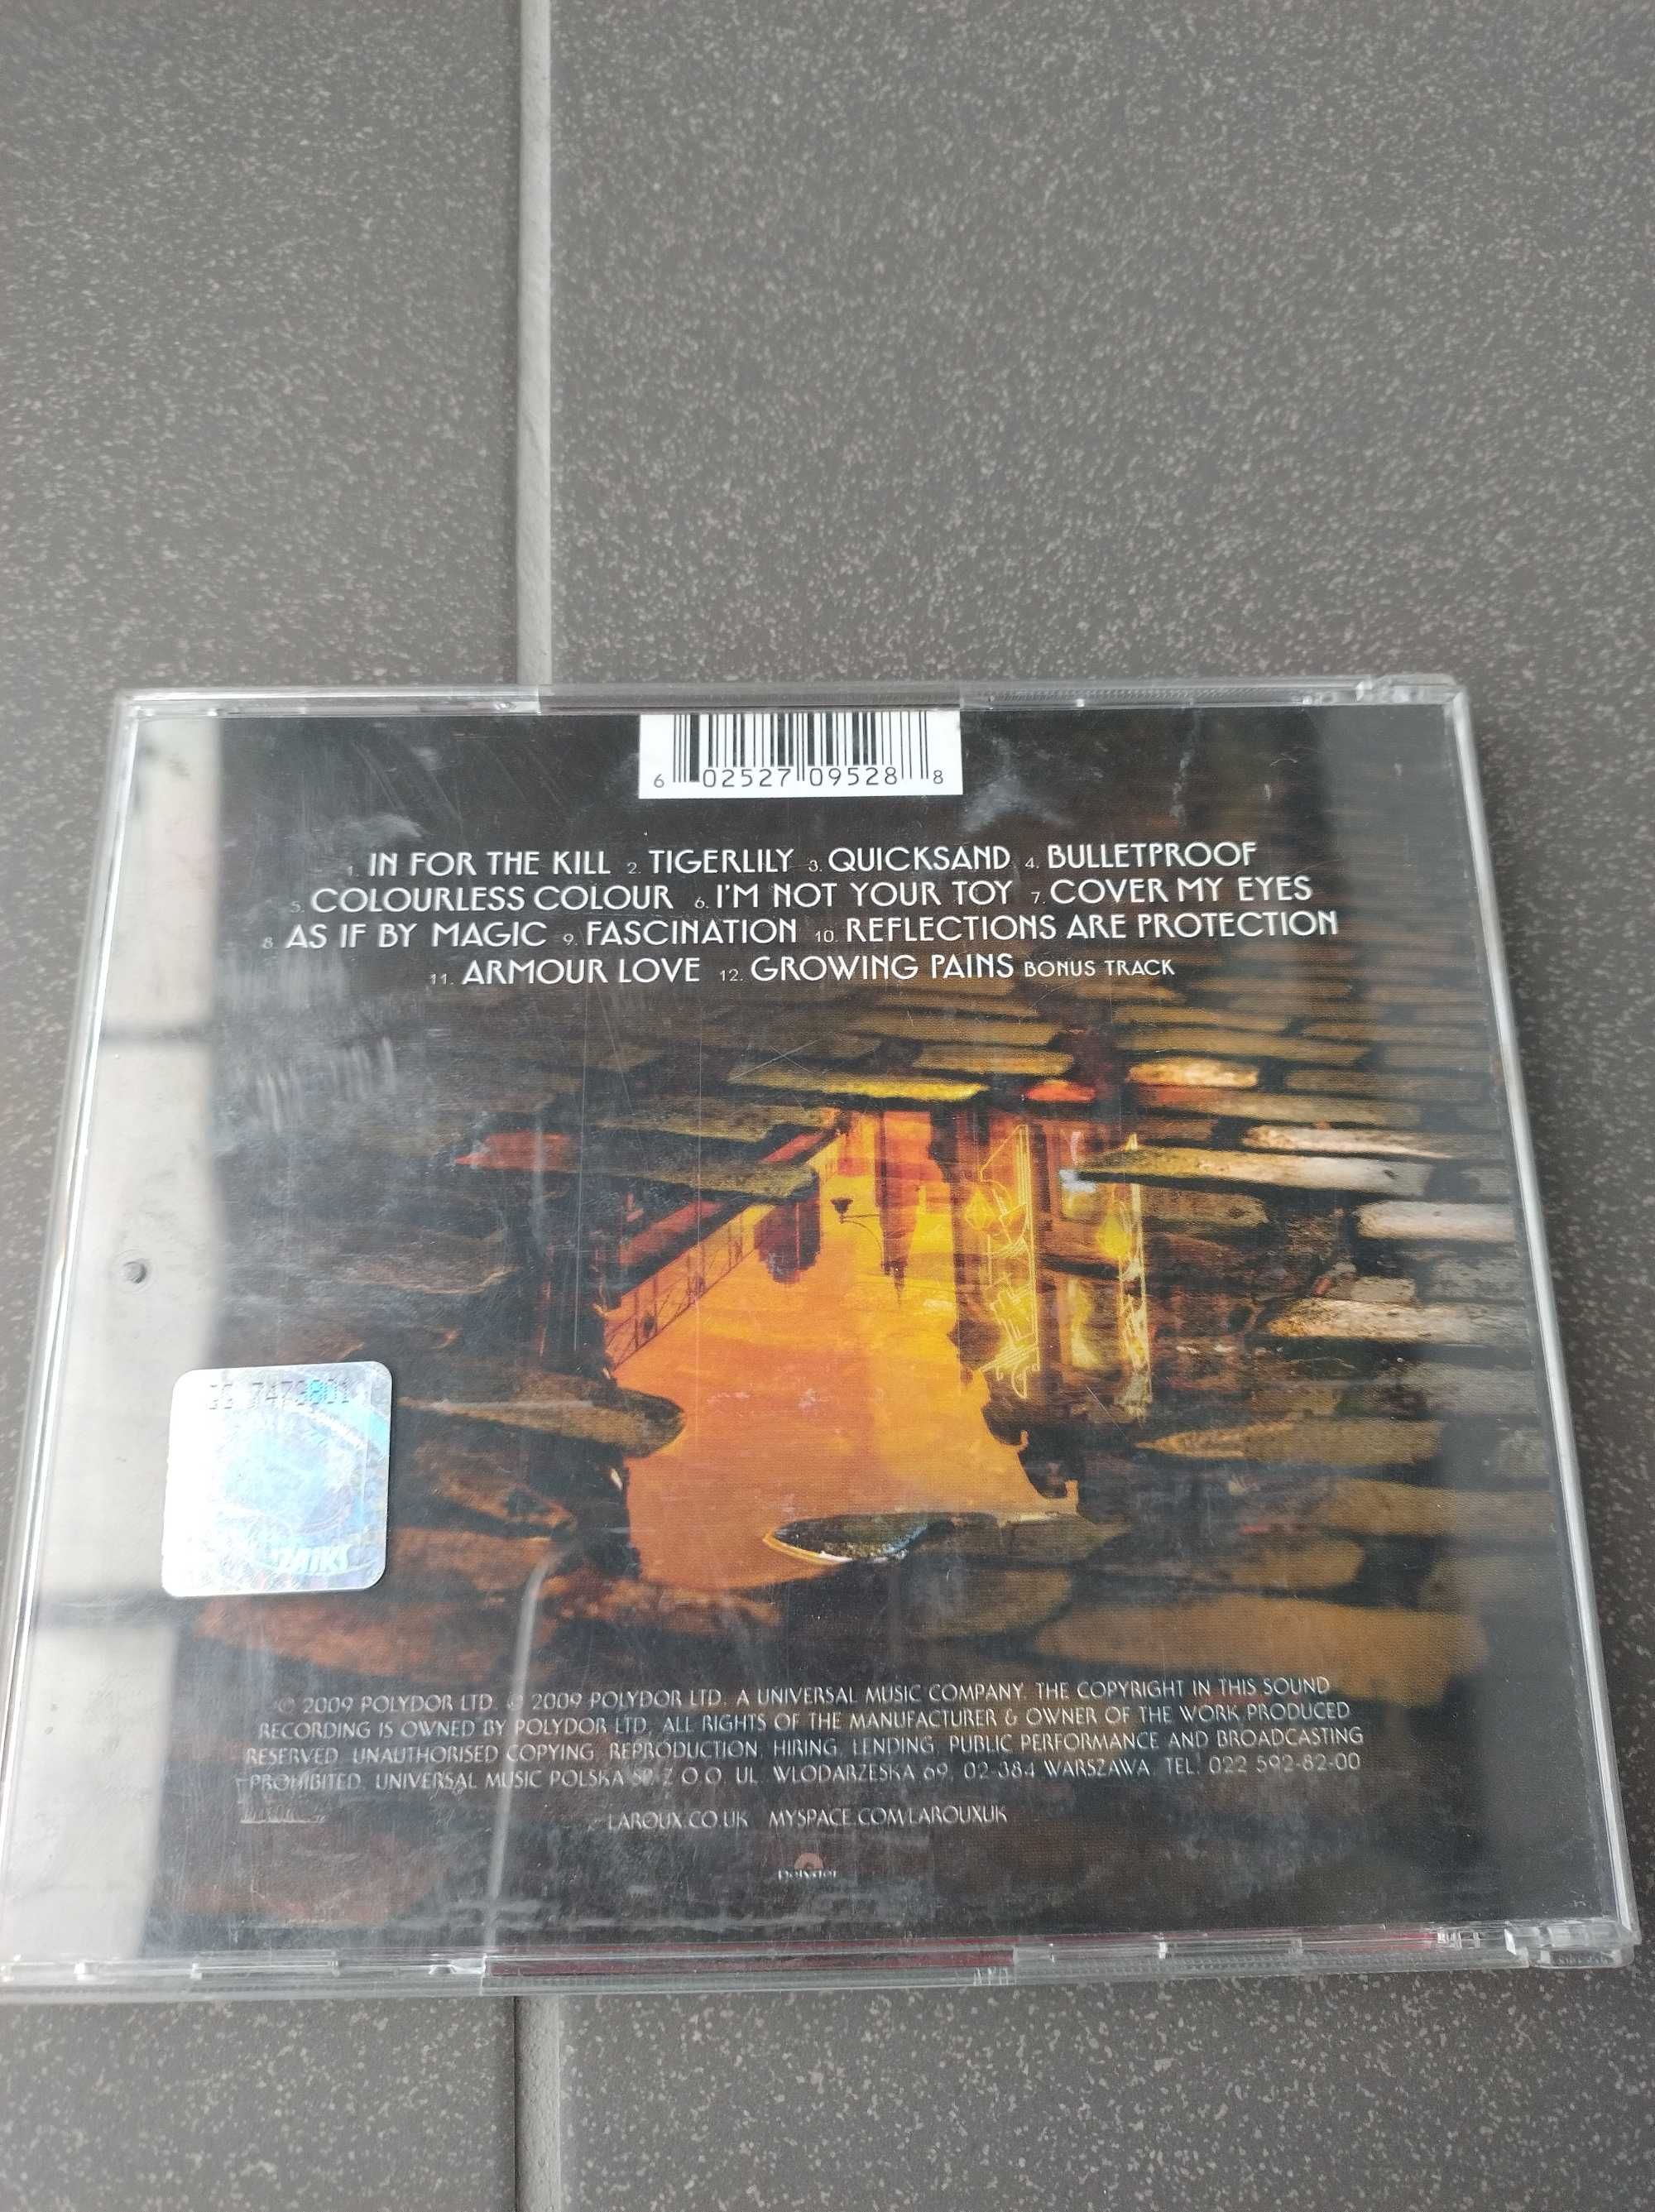 6 02527 09528 8
1. IN FOR THE KILL 2. TIGERLILY 3. QUICKSAND 4. BULLETPROOF
5. COLOURLESS COLOUR 6. I'M NOT YOUR TOY 7. COVER MY EYES
8. AS IF BY MAGIC 9. FASCINATION 10. REFLECTIONS ARE PROTECTION
11. ARMOUR LOVE 12. GROWING PAINS BONUS TRACK
ZAIKS
℗ 2009 POLYDOR LTD. © 2009 POLYDOR LTD. A UNIVERSAL MUSIC COMPANY. THE COPYRIGHT IN THIS SOUND
RECORDING IS OWNED BY POLYDOR LTD. ALL RIGHTS OF THE MANUFACTURER & OWNER OF THE WORK PRODUCED
RESERVED. UNAUTHORISED COPYING, REPRODUCTION, HIRING, LENDING, PUBLIC PERFORMANCE AND BROADCASTING
PROHIBITED. UNIVERSAL MUSIC POLSKA SP. Z O.O. UL. WLODARZESKA 69, 02-384 WARSZAWA, TEL: 022 592-82-00
LAROUX.CO.UK MYSPACE.COM/LAROUXUK
Polydor